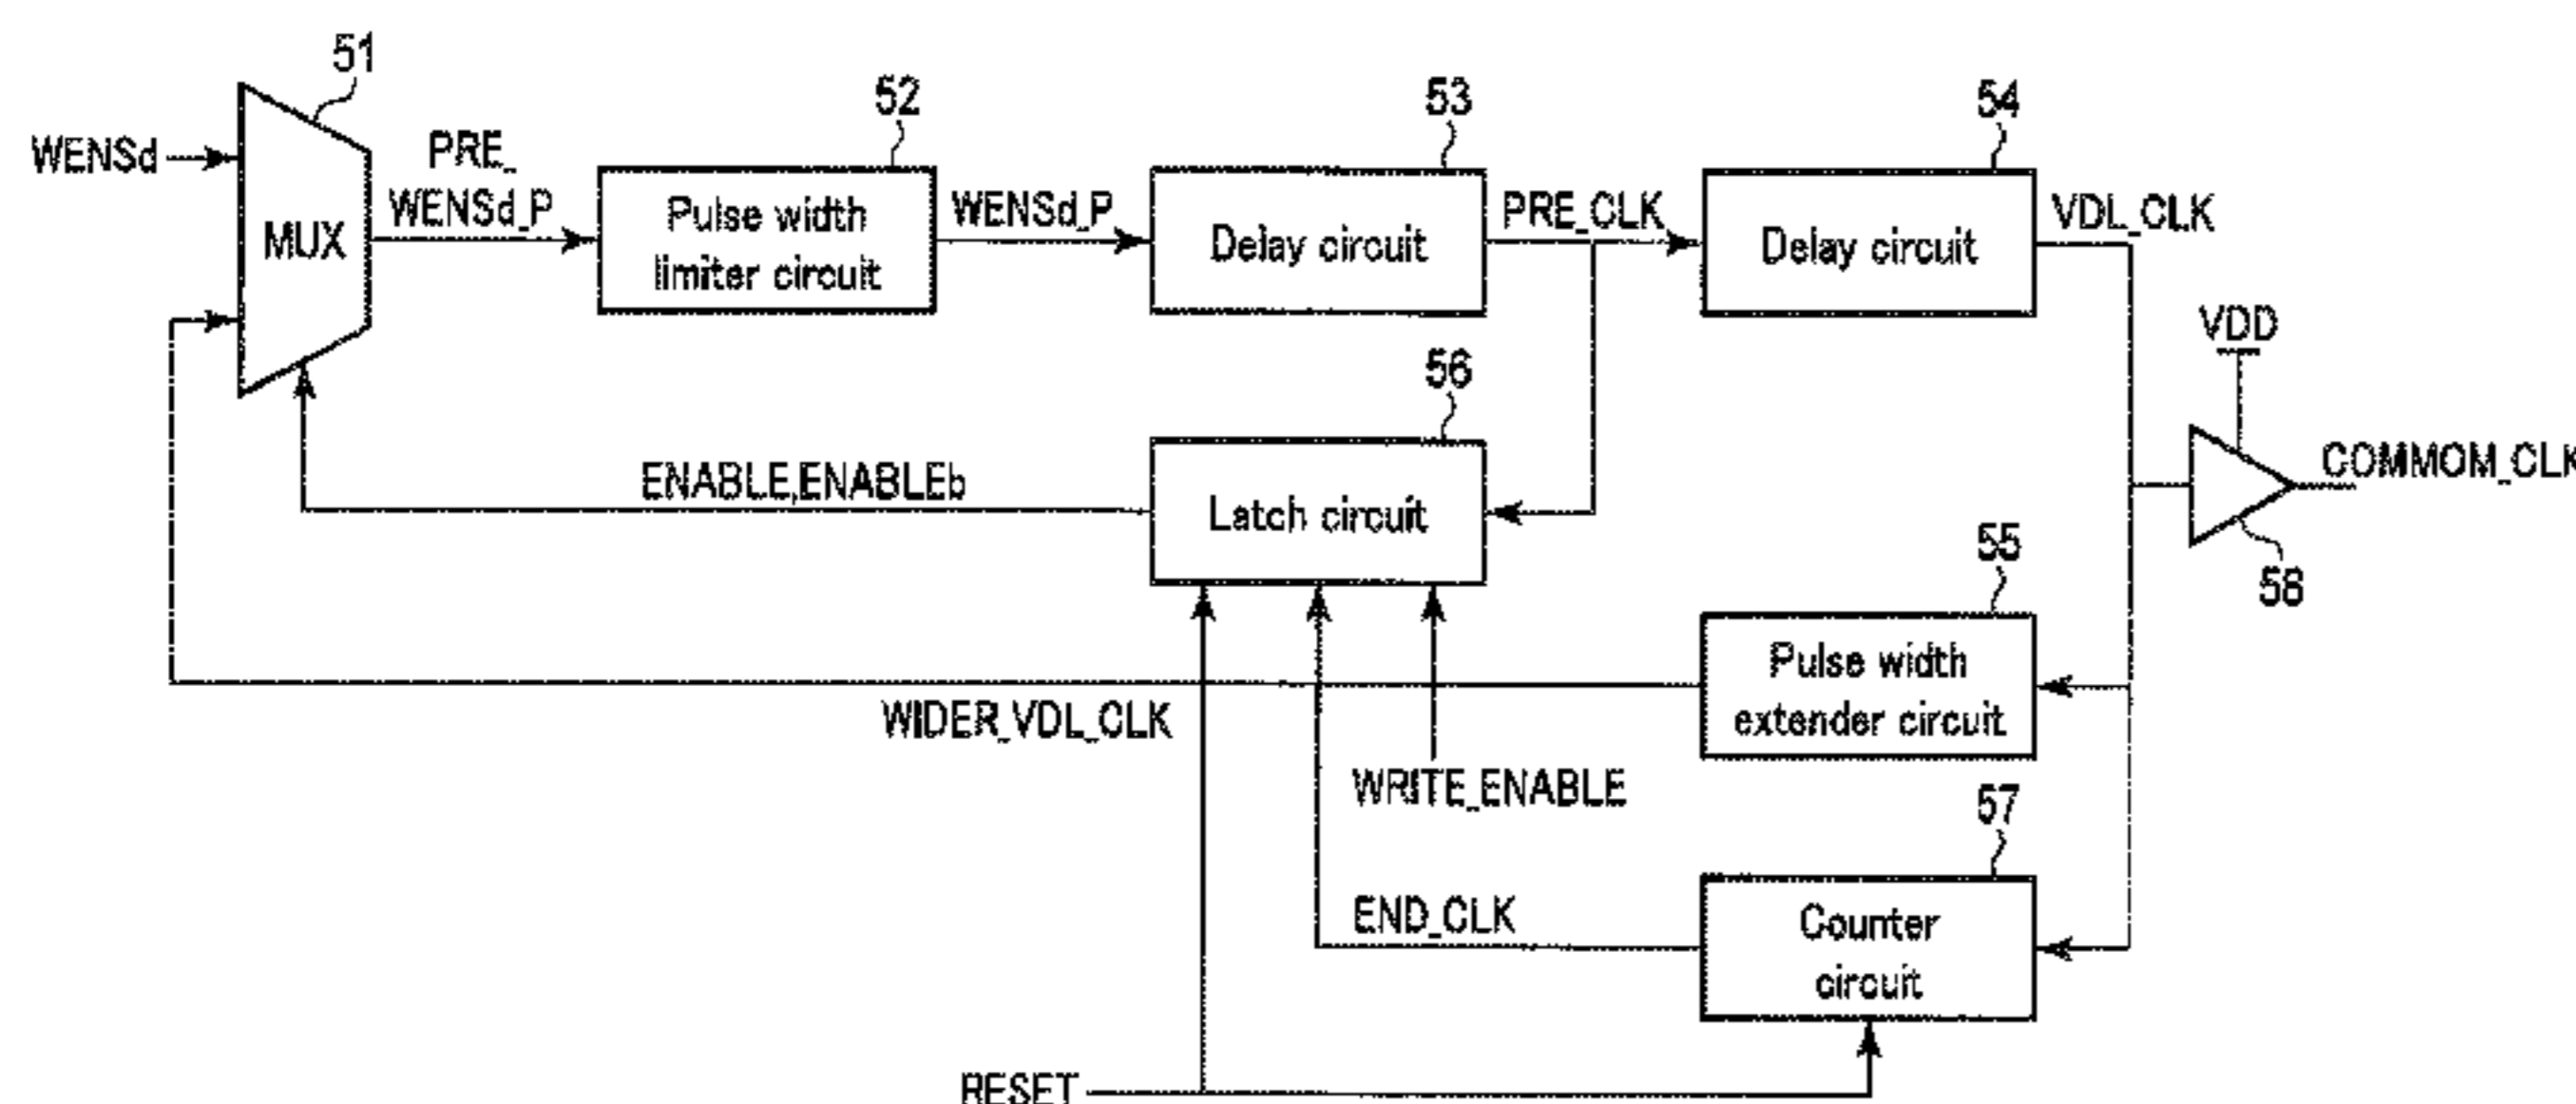 51
52
53
54
WENSd
PRE_
WENSd_P
MUX
Pulse width
limiter circuit
WENSd_P
Delay circuit
PRE_CLK
Delay circuit
VDL_CLK
VDD
56
ENABLE,ENABLEb
Latch circuit
COMMOM_CLK
55
58
Pulse width
extender circuit
WIDER_VDL_CLK
WRITE_ENABLE
57
END_CLK
Counter
circuit
RESET